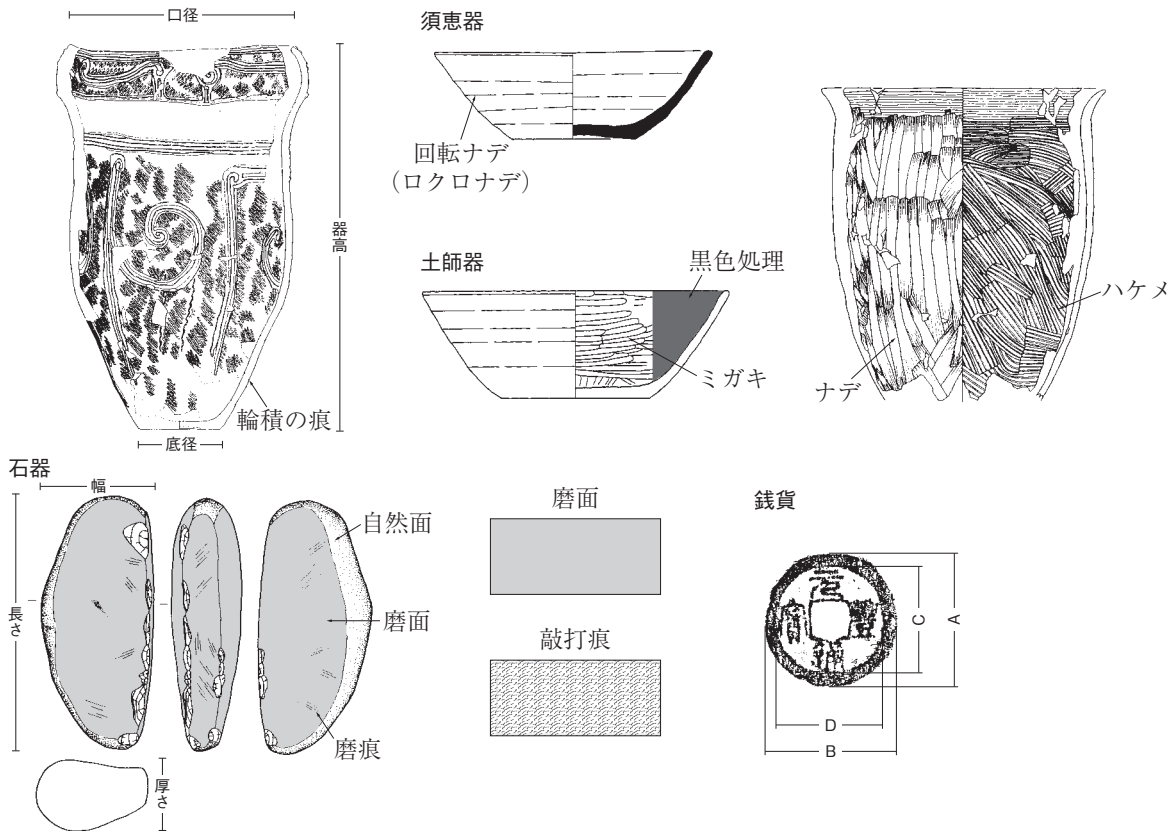 口径
器高
輪積の痕
底径
須恵器
回転ナデ
（ロクロナデ）
土師器
黒色処理
ミガキ
ナデ
ハケメ
石器
幅
長さ
厚さ
自然面
磨面
磨痕
磨面
敲打痕
銭貨
C
A
D
B